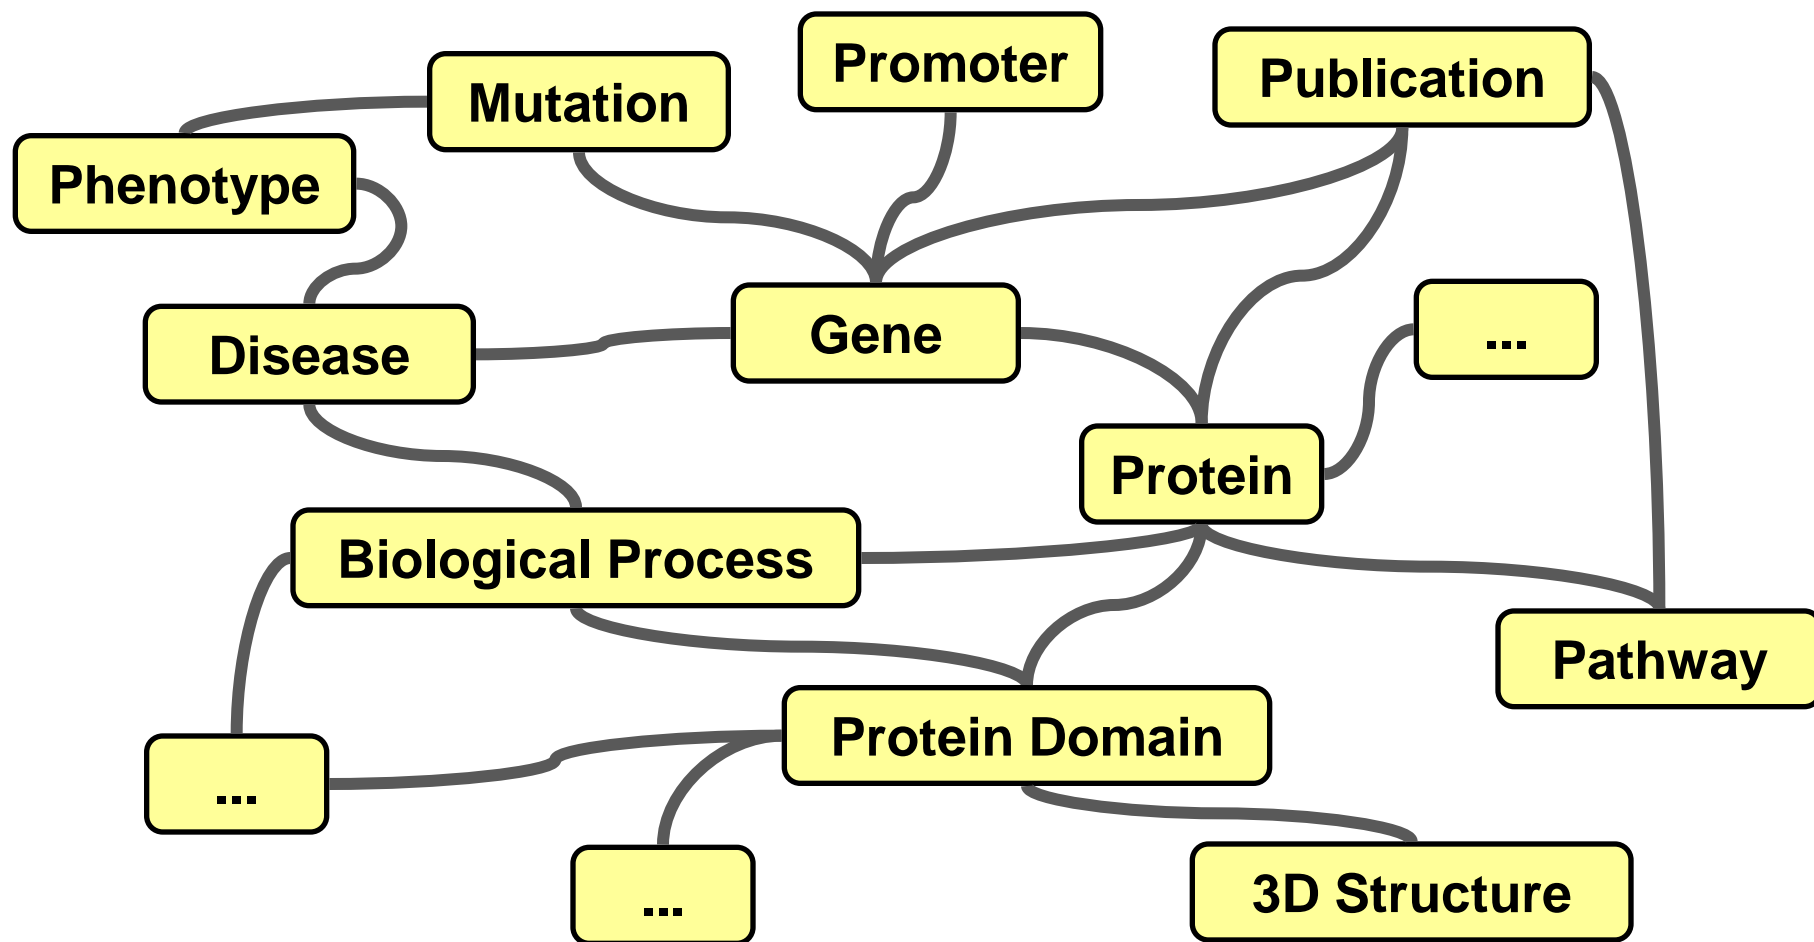 Promoter
Publication
Mutation
Phenotype
Gene
...
Disease
Protein
Biological Process
Pathway
Protein Domain
...
3D Structure
...